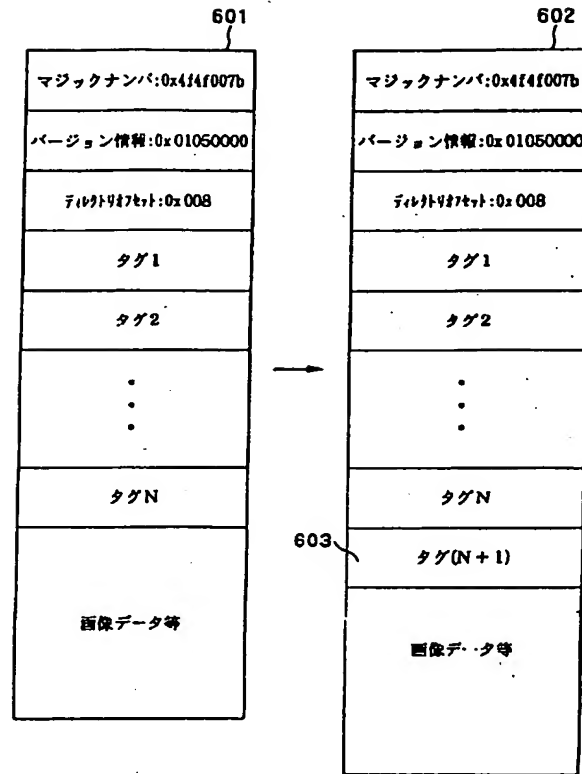 601
マジックナンバ:0x4f4f007b
バージョン情報:0x01050000
ディレクトリオフセット:0x008
タグ1
タグ2
タグN
画像データ等
602
マジックナンバ:0x4f4f007b
バージョン情報:0x01050000
ディレクトリオフセット:0x008
タグ1
タグ2
タグN
603
タグ(N+1)
画像データ等